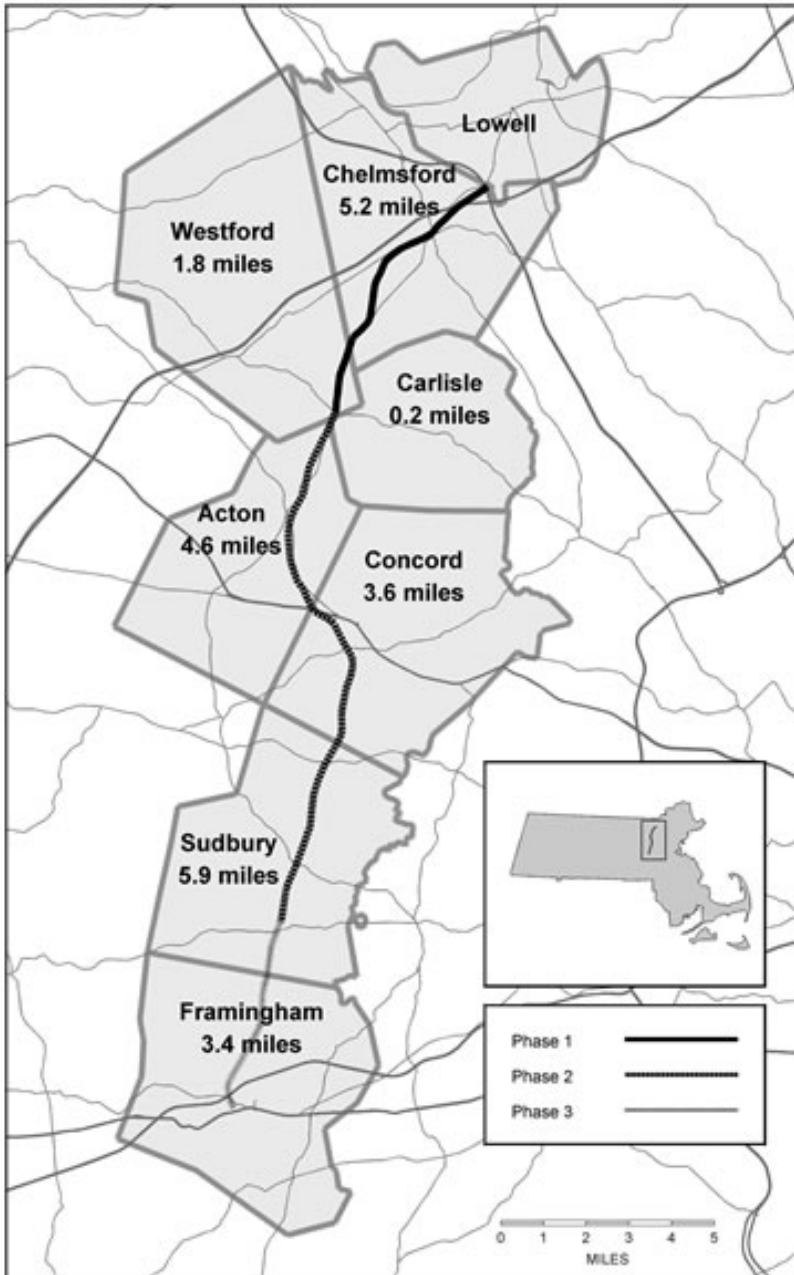 Lowell
Chelmsford
5.2 miles
Westford
1.8 miles
Carlisle
0.2 miles
Acton
4.6 miles
Concord
3.6 miles
Sudbury
5.9 miles
Framingham
3.4 miles
Phase 1
Phase 2
Phase 3
0 1 2 3 4 5
MILES